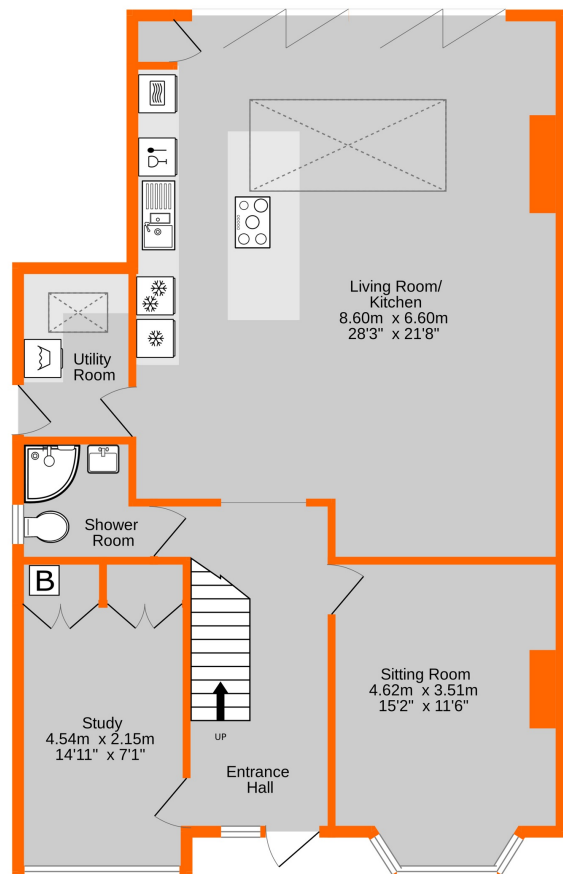 Living Room/
Kitchen
8.60m x 6.60m
28'3" x 21'8"
Utility
Room
Shower
Room
B
Sitting Room
4.62m x 3.51m
15'2" x 11'6"
Study
4.54m x 2.15m
14'11" x 7'1"
UP
Entrance
Hall